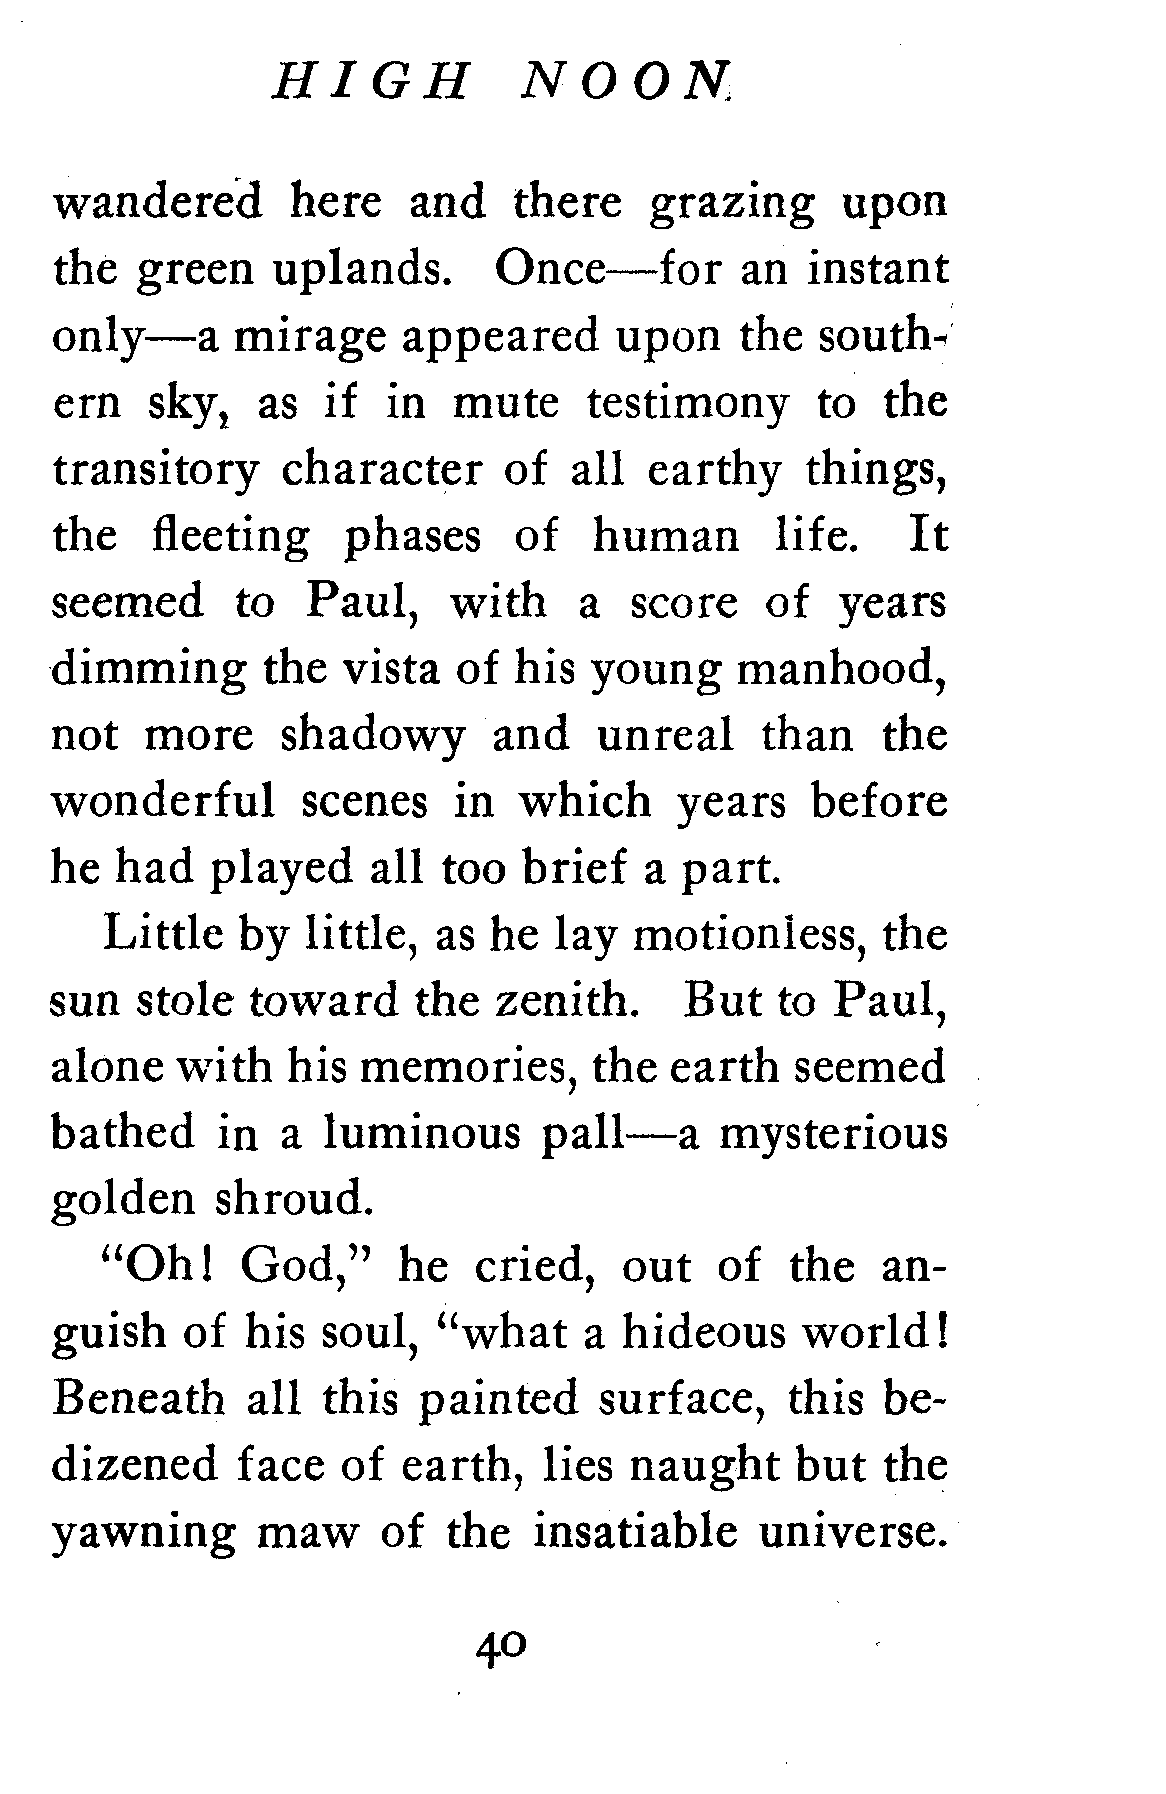 HIGH NOON
wandered here and there grazing upon
the green uplands. Once—for an instant
only—a mirage appeared upon the south-
ern sky, as if in mute testimony to the
transitory character of all earthy things,
the fleeting phases of human life. It
seemed to Paul, with a score of years
dimming the vista of his young manhood,
not more shadowy and unreal than the
wonderful scenes in which years before
he had played all too brief a part.
Little by little, as he lay motionless, the
sun stole toward the zenith. But to Paul,
alone with his memories, the earth seemed
bathed in a luminous pall—a mysterious
golden shroud.
“Oh! God,” he cried, out of the an-
guish of his soul, “what a hideous world!
Beneath all this painted surface, this be-
dizened face of earth, lies naught but the
yawning maw of the insatiable universe.
40